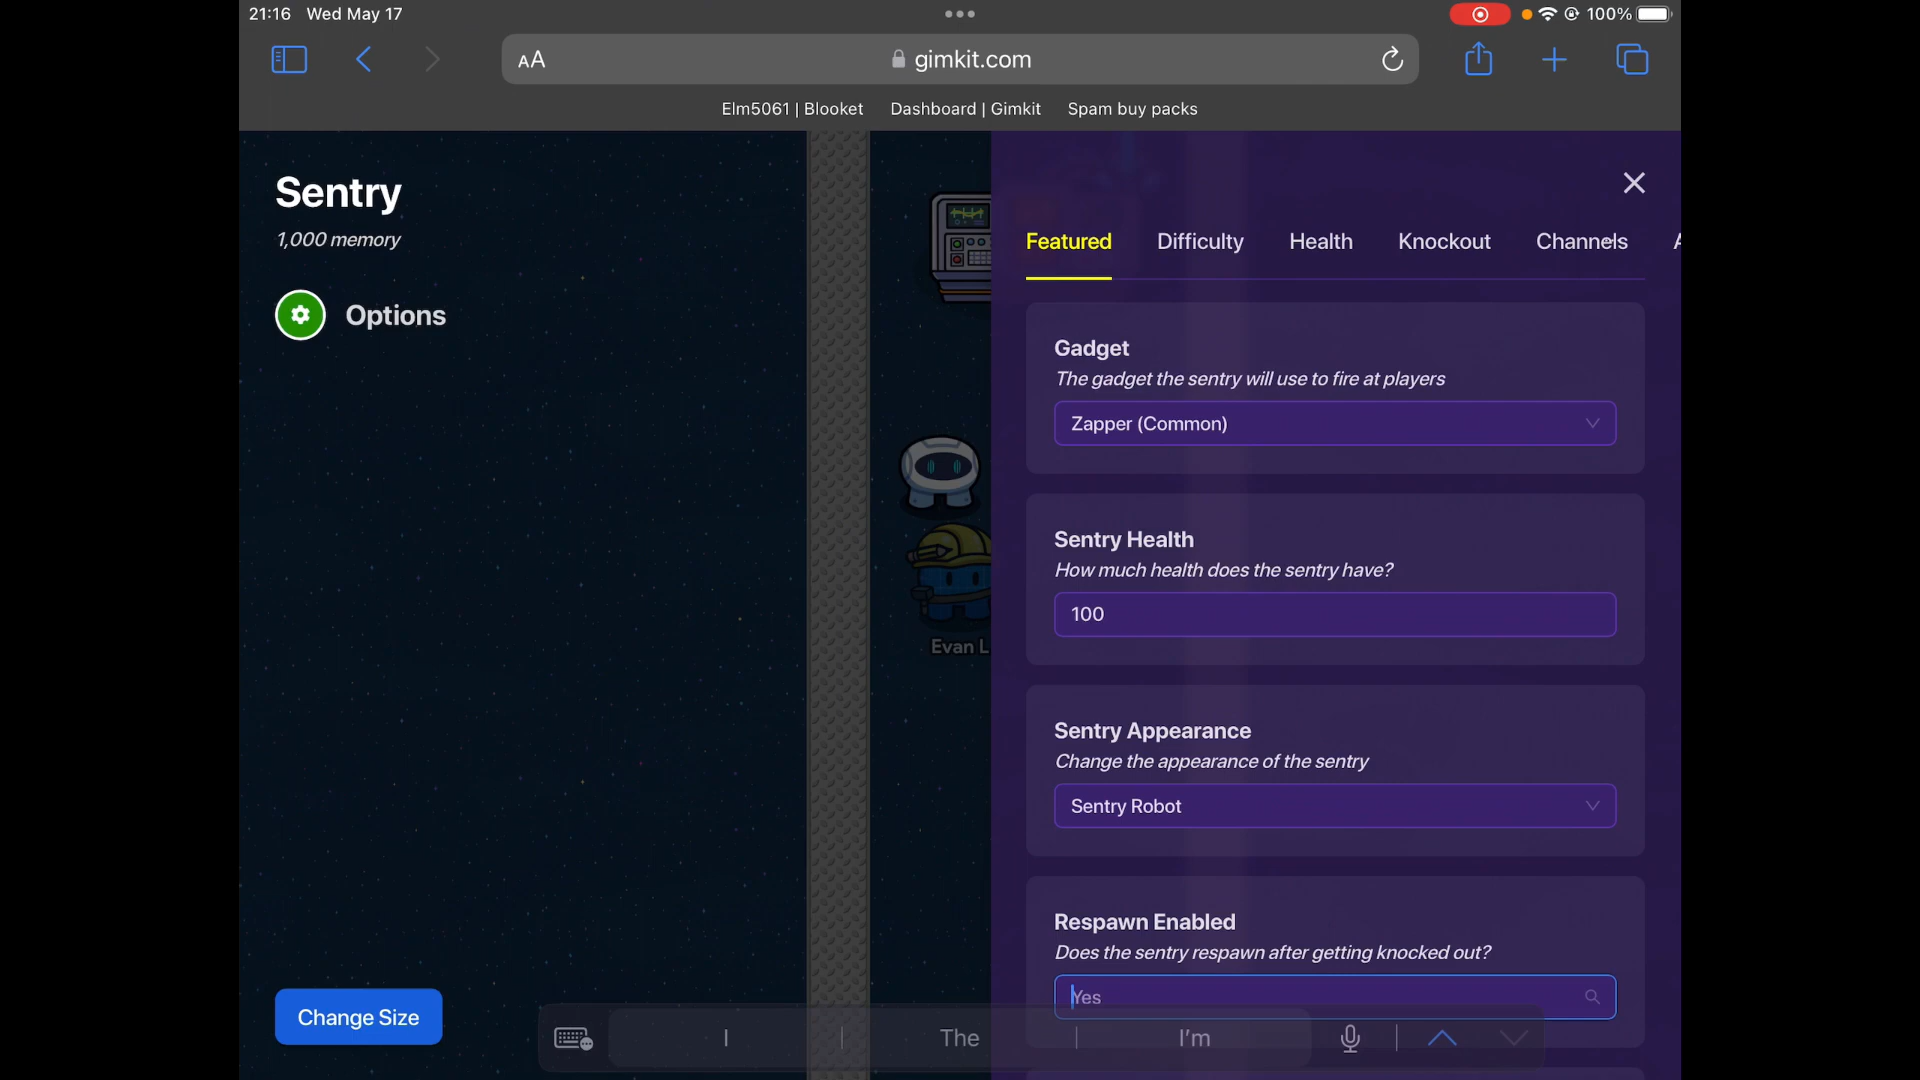 21:16 Wed May 17
100%
AA
gimkit.com
Elm5061 | Blooket Dashboard | Gimkit Spam buy packs
Sentry
1,000 memory
Options
Evan L
Change Size
Featured Difficulty Health Knockout Channels A
Gadget
The gadget the sentry will use to fire at players
Zapper (Common)
Sentry Health
How much health does the sentry have?
100
Sentry Appearance
Change the appearance of the sentry
Sentry Robot
Respawn Enabled
Does the sentry respawn after getting knocked out?
Yes
I The I'm